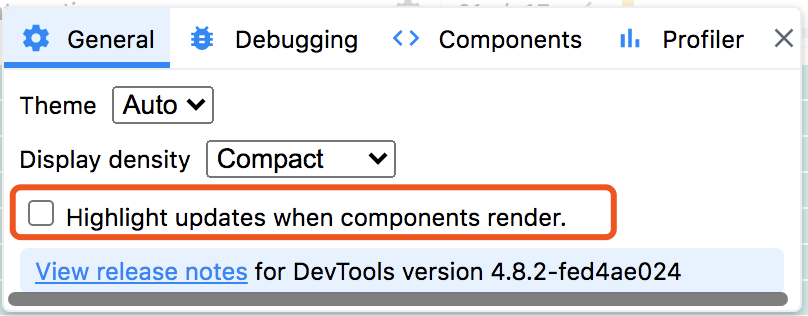 General Debugging Components Profiler
Theme Auto
Display density Compact
Highlight updates when components render.
View release notes for DevTools version 4.8.2-fed4ae024